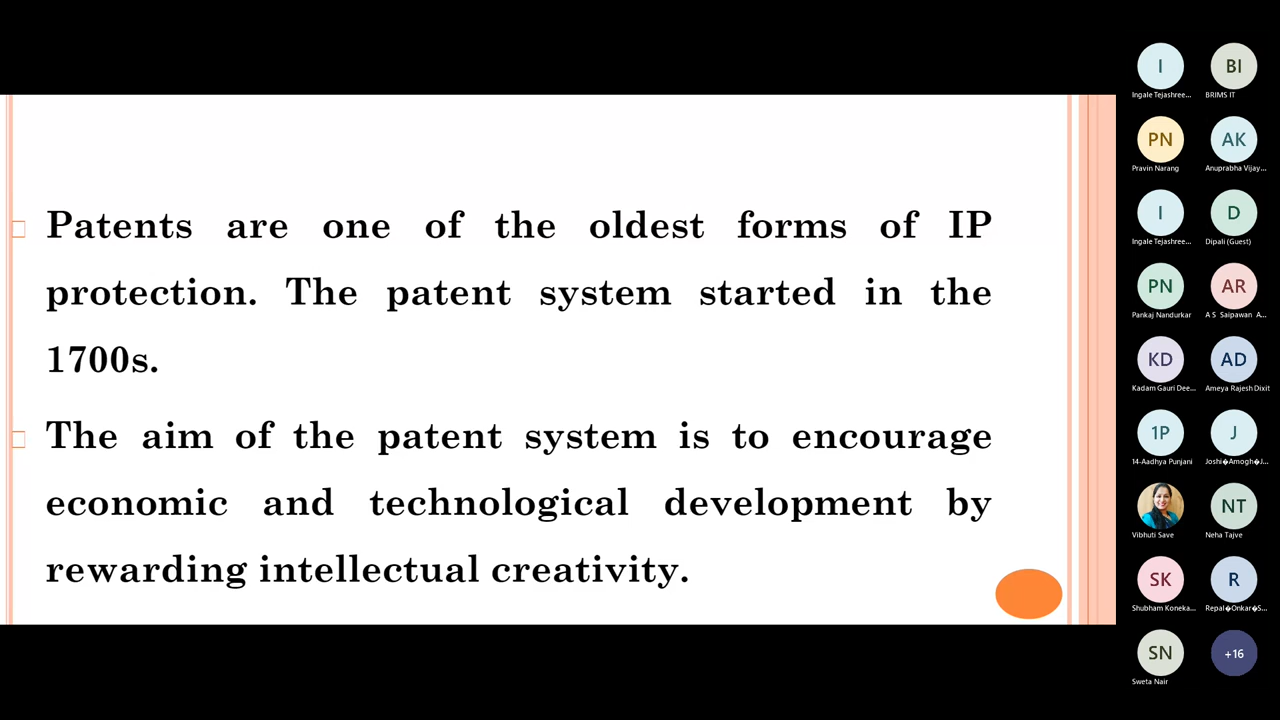 Patents are one of the oldest forms of IP
protection. The patent system started in the
1700s.
The aim of the patent system is to encourage
economic and technological development by
rewarding intellectual creativity.
I
BI
Ingale Tejashree...
BRIMS IT
PN
AK
Pravin Narang
Anuprabha Vijay...
I
D
Ingale Tejashree...
Dipali (Guest)
PN
AR
Pankaj Nandurkar
A S Saipawan A...
KD
AD
Kadam Gauri Dee...
Ameya Rajesh Dixit
1P
J
14-Aadhya Punjani
Joshi�Amogh�J...
NT
Vibhuti Save
Neha Tajve
SK
R
Shubham Koneka...
Repal�Onkar�S...
SN
+16
Sweta Nair